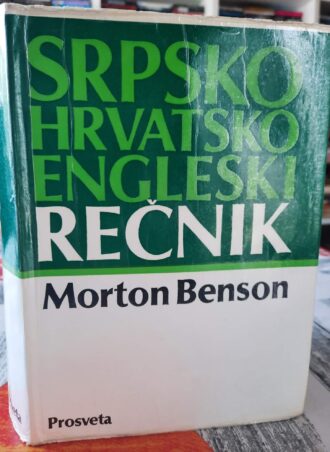 SRPSKO
HRVATSKO
ENGLESKI
REČNIK
Morton Benson
Prosveta